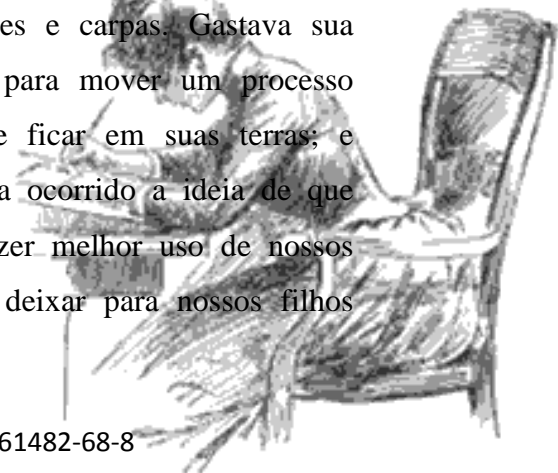 es e carpas. Gastava sua
para mover um processo
e ficar em suas terras; e
a ocorrido a ideia de que
zer melhor uso de nossos
deixar para nossos filhos
61482-68-8